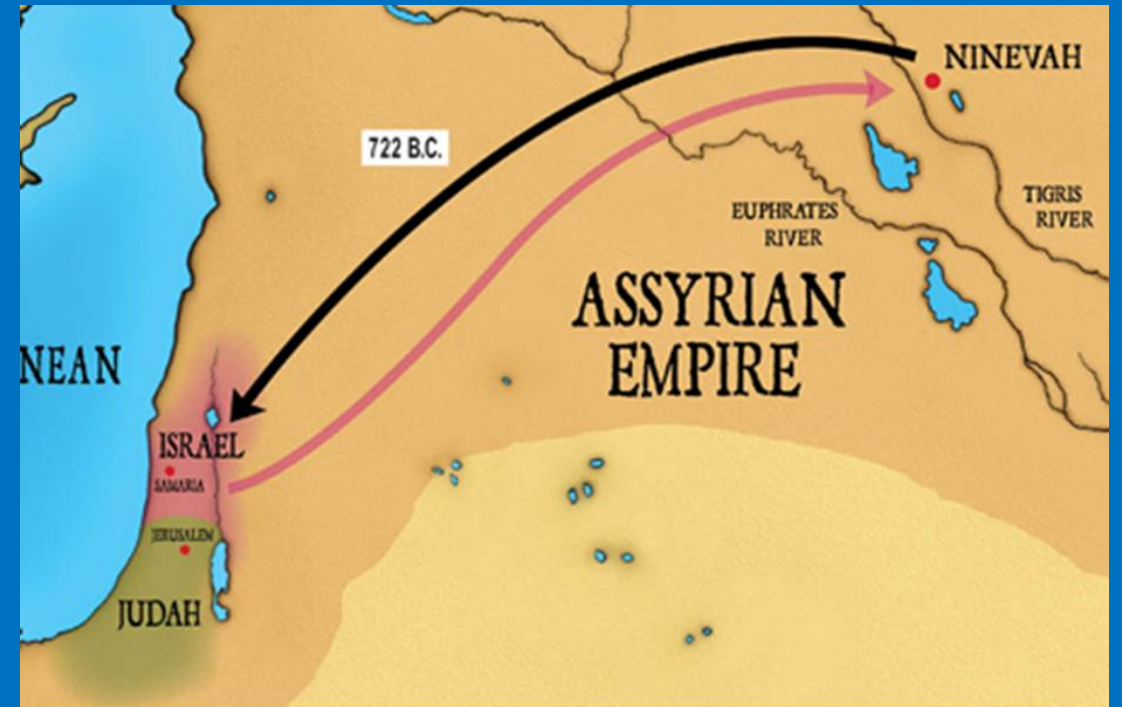 NINEVAH
722 B.C.
TIGRIS
RIVER
EUPHRATES
RIVER
ASSYRIAN
EMPIRE
NEAN
ISRAEL
SAMARIA
JERUSALEM
JUDAH